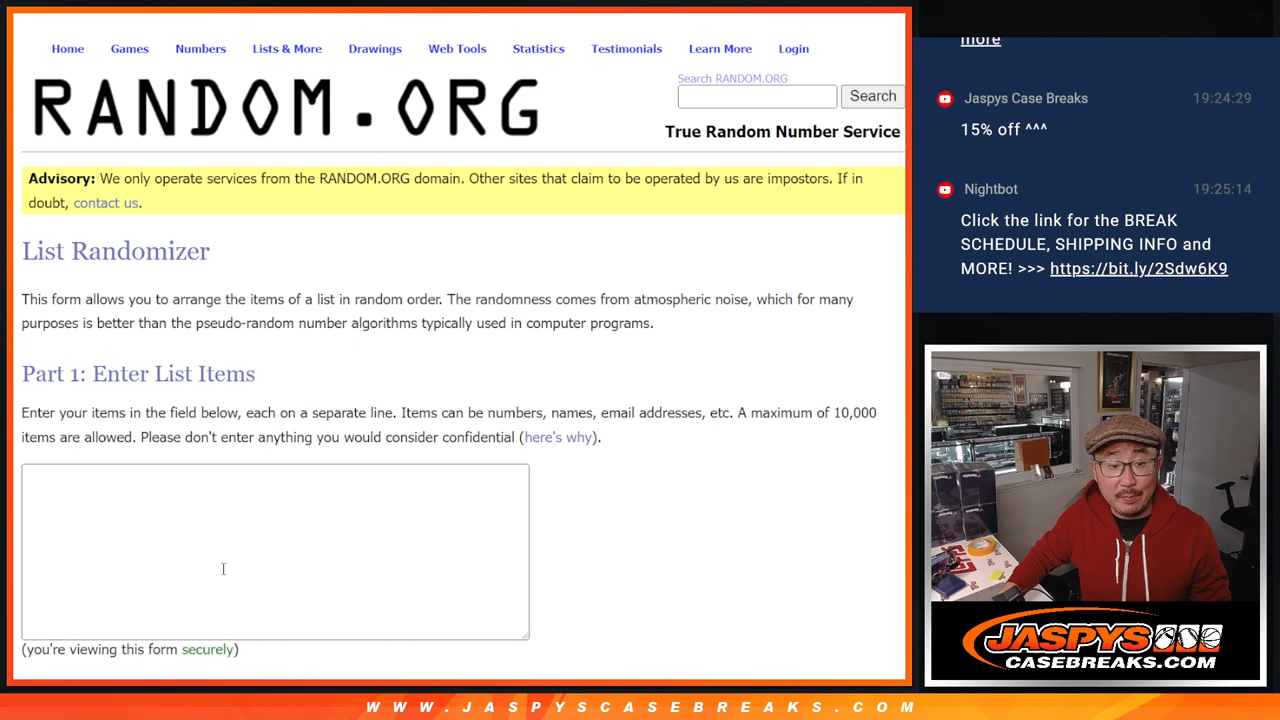 Home Games Numbers Lists & More Drawings Web Tools Statistics Testimonials Learn More Login
RANDOM.ORG
Search RANDOM.ORG
Search
True Random Number Service
Advisory: We only operate services from the RANDOM.ORG domain. Other sites that claim to be operated by us are impostors. If in
doubt, contact us.
List Randomizer
This form allows you to arrange the items of a list in random order. The randomness comes from atmospheric noise, which for many
purposes is better than the pseudo-random number algorithms typically used in computer programs.
Part 1: Enter List Items
Enter your items in the field below, each on a separate line. Items can be numbers, names, email addresses, etc. A maximum of 10,000
items are allowed. Please don't enter anything you would consider confidential (here's why).
(you're viewing this form securely)
more
Jaspys Case Breaks 19:24:29
15% off ^^^
Nightbot 19:25:14
Click the link for the BREAK
SCHEDULE, SHIPPING INFO and
MORE! >>> https://bit.ly/2Sdw6K9
JASPYS
CASEBREAKS.COM
WWW.JASPYSCASEBREAKS.COM